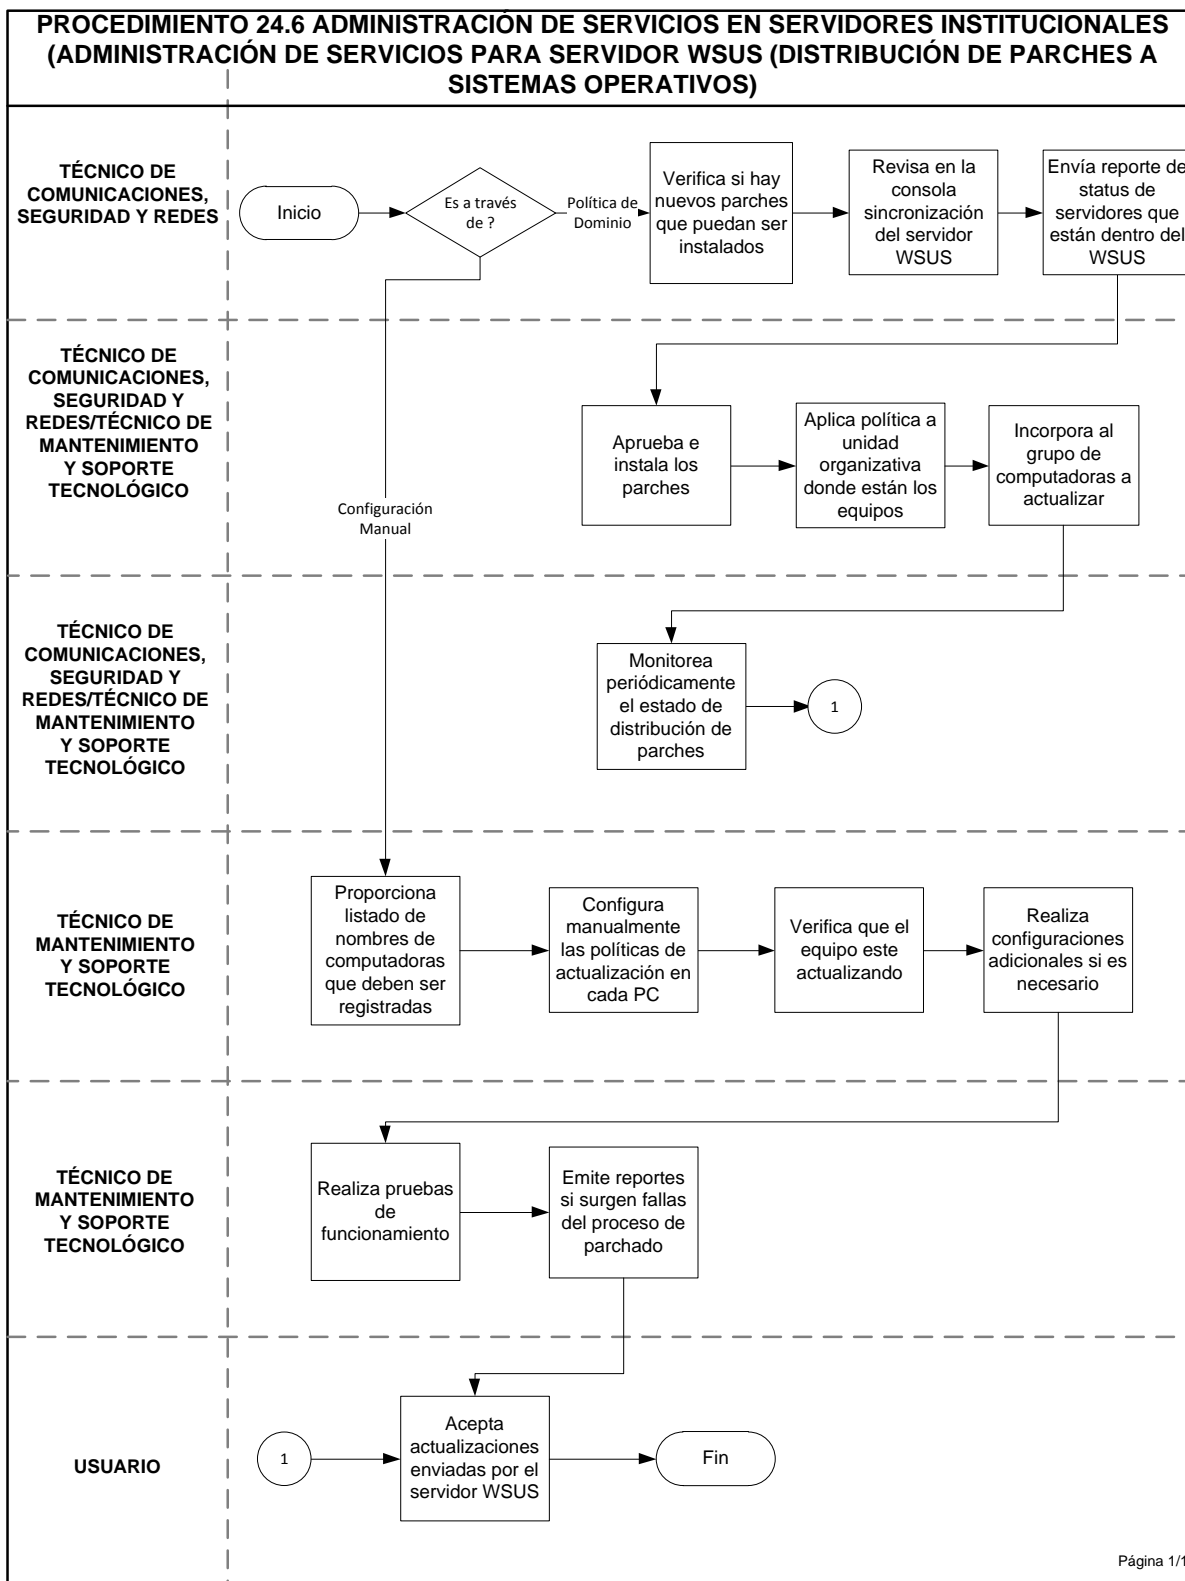 PROCEDIMIENTO 24.6 ADMINISTRACIÓN DE SERVICIOS EN SERVIDORES INSTITUCIONALES
(ADMINISTRACIÓN DE SERVICIOS PARA SERVIDOR WSUS (DISTRIBUCIÓN DE PARCHES A
SISTEMAS OPERATIVOS)
TÉCNICO DE
COMUNICACIONES,
SEGURIDAD Y REDES
Inicio
Es a través
de ?
Política de
Dominio
Verifica si hay
nuevos parches
que puedan ser
instalados
Revisa en la
consola
sincronización
del servidor
WSUS
Envía reporte de
status de
servidores que
están dentro del
WSUS
TÉCNICO DE
COMUNICACIONES,
SEGURIDAD Y
REDES/TÉCNICO DE
MANTENIMIENTO
Y SOPORTE
TECNOLÓGICO
Configuración
Manual
Aprueba e
instala los
parches
Aplica política a
unidad
organizativa
donde están los
equipos
Incorpora al
grupo de
computadoras a
actualizar
TÉCNICO DE
COMUNICACIONES,
SEGURIDAD Y
REDES/TÉCNICO DE
MANTENIMIENTO
Y SOPORTE
TECNOLÓGICO
Monitorea
periódicamente
el estado de
distribución de
parches
1
TÉCNICO DE
MANTENIMIENTO
Y SOPORTE
TECNOLÓGICO
Proporciona
listado de
nombres de
computadoras
que deben ser
registradas
Configura
manualmente
las políticas de
actualización en
cada PC
Verifica que el
equipo este
actualizando
Realiza
configuraciones
adicionales si es
necesario
TÉCNICO DE
MANTENIMIENTO
Y SOPORTE
TECNOLÓGICO
Realiza pruebas
de
funcionamiento
Emite reportes
si surgen fallas
del proceso de
parchado
USUARIO
1
Acepta
actualizaciones
enviadas por el
servidor WSUS
Fin
Página 1/1